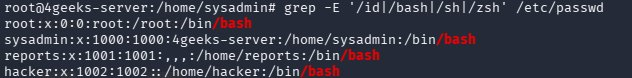 root@4geeks-server:/home/sysadmin# grep -E '/id|/bash|/sh|/zsh' /etc/passwd
root:x:0:0:root:/root:/bin/bash
sysadmin:x:1000:1000:4geeks-server:/home/sysadmin:/bin/bash
reports:x:1001:1001:,,,:/home/reports:/bin/bash
hacker:x:1002:1002::/home/hacker:/bin/bash